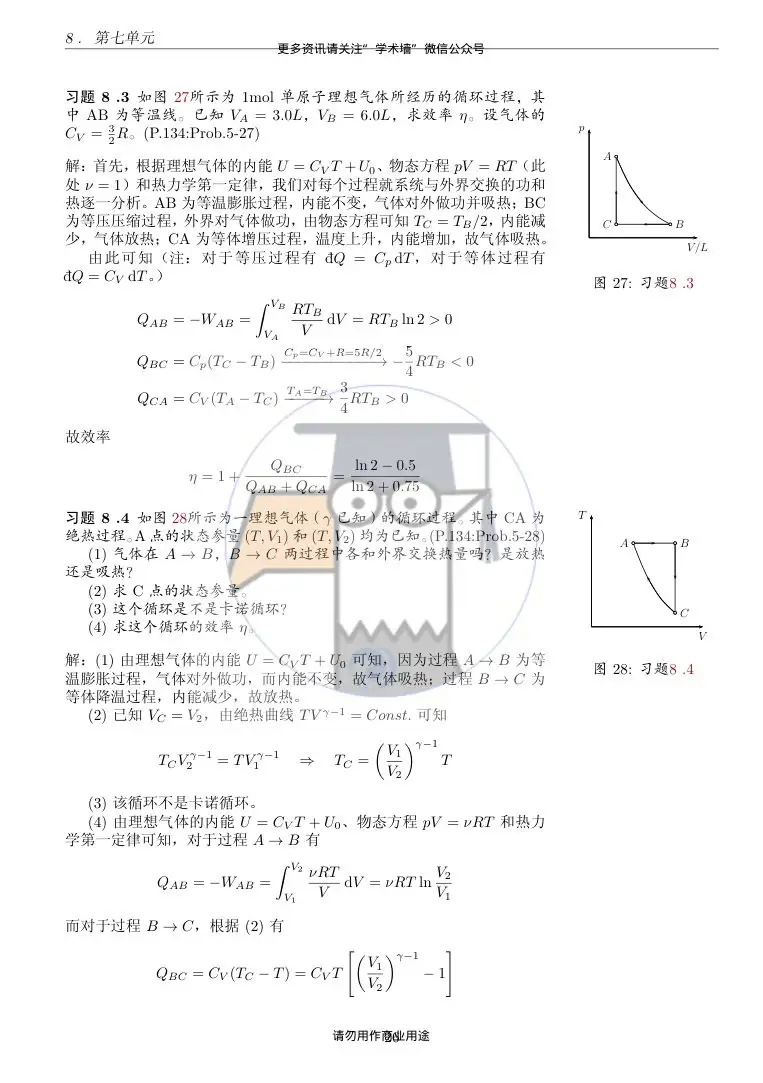 8 . 第七单元
更多资讯请关注“学术墙”微信公众号
习题 8 .3 如图 27所示为 1mol 单原子理想气体所经历的循环过程，其
中 AB 为等温线。已知 V_A = 3.0L，V_B = 6.0L，求效率 η。设气体的
C_V = 3/2 R。(P.134:Prob.5-27)
解：首先，根据理想气体的内能 U = C_V T + U_0、物态方程 pV = RT（此
处 ν = 1）和热力学第一定律，我们对每个过程就系统与外界交换的功和
热逐一分析。AB 为等温膨胀过程，内能不变，气体对外做功并吸热；BC
为等压压缩过程，外界对气体做功，由物态方程可知 T_C = T_B/2，内能减
少，气体放热；CA 为等体增压过程，温度上升，内能增加，故气体吸热。
由此可知（注：对于等压过程有 đQ = C_p dT，对于等体过程有
đQ = C_V dT。）
Q_AB = −W_AB = ∫_{V_A}^{V_B} RT_B/V dV = RT_B ln 2 > 0
Q_BC = C_p(T_C − T_B) —C_p=C_V+R=5R/2→ −5/4 RT_B < 0
Q_CA = C_V(T_A − T_C) —T_A=T_B→ 3/4 RT_B > 0
故效率
η = 1 + Q_BC/(Q_AB + Q_CA) = (ln 2 − 0.5)/(ln 2 + 0.75)
p
A
C
B
V/L
图 27: 习题8 .3
习题 8 .4 如图 28所示为一理想气体（γ 已知）的循环过程。其中 CA 为
绝热过程。A 点的状态参量 (T, V_1) 和 (T, V_2) 均为已知。(P.134:Prob.5-28)
(1) 气体在 A → B，B → C 两过程中各和外界交换热量吗？是放热
还是吸热？
(2) 求 C 点的状态参量。
(3) 这个循环是不是卡诺循环？
(4) 求这个循环的效率 η。
T
A
B
C
V
图 28: 习题8 .4
解：(1) 由理想气体的内能 U = C_V T + U_0 可知，因为过程 A → B 为等
温膨胀过程，气体对外做功，而内能不变，故气体吸热；过程 B → C 为
等体降温过程，内能减少，故放热。
(2) 已知 V_C = V_2，由绝热曲线 TV^{γ−1} = Const. 可知
T_C V_2^{γ−1} = T V_1^{γ−1} ⇒ T_C = (V_1/V_2)^{γ−1} T
(3) 该循环不是卡诺循环。
(4) 由理想气体的内能 U = C_V T + U_0、物态方程 pV = νRT 和热力
学第一定律可知，对于过程 A → B 有
Q_AB = −W_AB = ∫_{V_1}^{V_2} νRT/V dV = νRT ln V_2/V_1
而对于过程 B → C，根据 (2) 有
Q_BC = C_V(T_C − T) = C_V T [(V_1/V_2)^{γ−1} − 1]
请勿用作商业用途